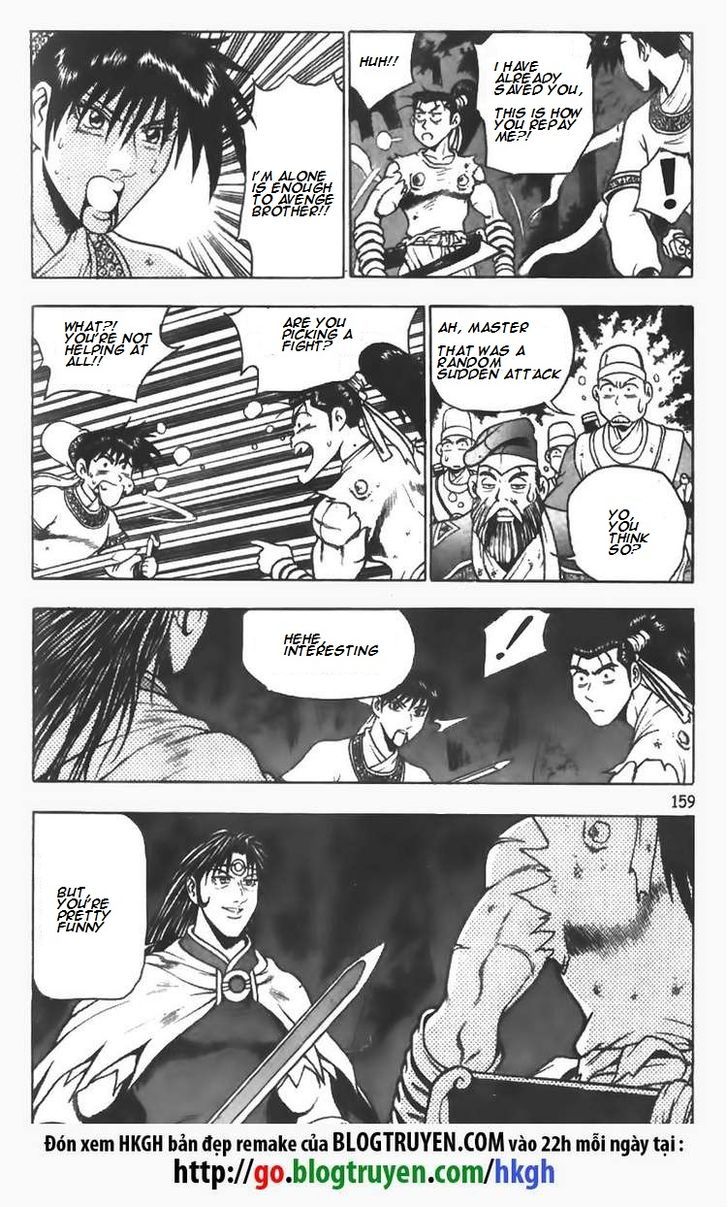 I'M ALONE
IS ENOUGH
TO AVENGE
BROTHER!!
HUH!!
I HAVE
ALREADY
SAVED YOU,
THIS IS HOW
YOU REPAY
ME?!
!
WHAT?!
YOU'RE NOT
HELPING AT
ALL!!
ARE YOU
PICKING A
FIGHT?
AH, MASTER
THAT WAS A
RANDOM
SUDDEN ATTACK
YO,
YOU
THINK
SO?
HEHE,
INTERESTING
!
159
BUT,
YOU'RE
PRETTY
FUNNY
Đón xem HKGH bản đẹp remake của BLOGTRUYEN.COM vào 22h mỗi ngày tại :
http://go.blogtruyen.com/hkgh